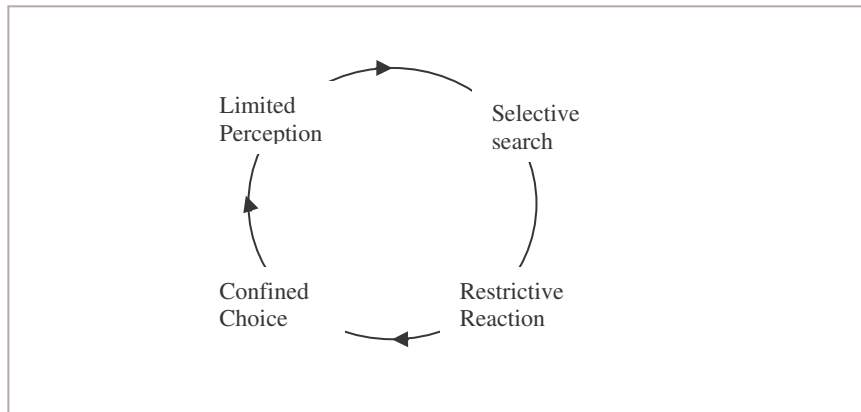 Limited
Perception
Selective
search
Confined
Choice
Restrictive
Reaction